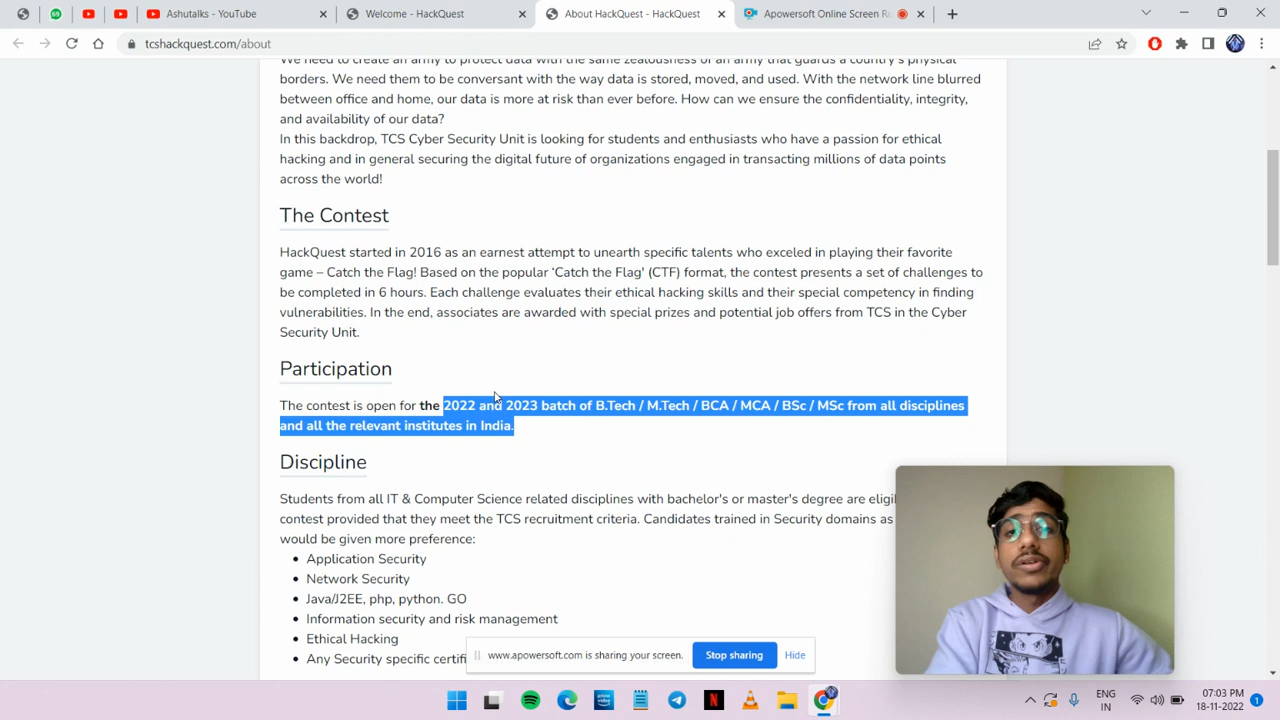 Ashutalks - YouTube
Welcome - HackQuest
About HackQuest - HackQuest
Apowersoft Online Screen Re
tcshackquest.com/about
We need to create an army to protect data with the same zealousness of an army that guards a country's physical
borders. We need them to be conversant with the way data is stored, moved, and used. With the network line blurred
between office and home, our data is more at risk than ever before. How can we ensure the confidentiality, integrity,
and availability of our data?
In this backdrop, TCS Cyber Security Unit is looking for students and enthusiasts who have a passion for ethical
hacking and in general securing the digital future of organizations engaged in transacting millions of data points
across the world!
The Contest
HackQuest started in 2016 as an earnest attempt to unearth specific talents who exceled in playing their favorite
game – Catch the Flag! Based on the popular ‘Catch the Flag’ (CTF) format, the contest presents a set of challenges to
be completed in 6 hours. Each challenge evaluates their ethical hacking skills and their special competency in finding
vulnerabilities. In the end, associates are awarded with special prizes and potential job offers from TCS in the Cyber
Security Unit.
Participation
The contest is open for the 2022 and 2023 batch of B.Tech / M.Tech / BCA / MCA / BSc / MSc from all disciplines
and all the relevant institutes in India.
Discipline
Students from all IT & Computer Science related disciplines with bachelor's or master's degree are elig
contest provided that they meet the TCS recruitment criteria. Candidates trained in Security domains as
would be given more preference:
• Application Security
• Network Security
• Java/J2EE, php, python. GO
• Information security and risk management
• Ethical Hacking
• Any Security specific certifi
www.apowersoft.com is sharing your screen.
Stop sharing
Hide
ENG
IN
07:03 PM
18-11-2022
1